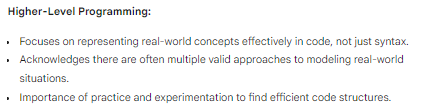 Higher-Level Programming:
• Focuses on representing real-world concepts effectively in code, not just syntax.
• Acknowledges there are often multiple valid approaches to modeling real-world
situations.
• Importance of practice and experimentation to find efficient code structures.